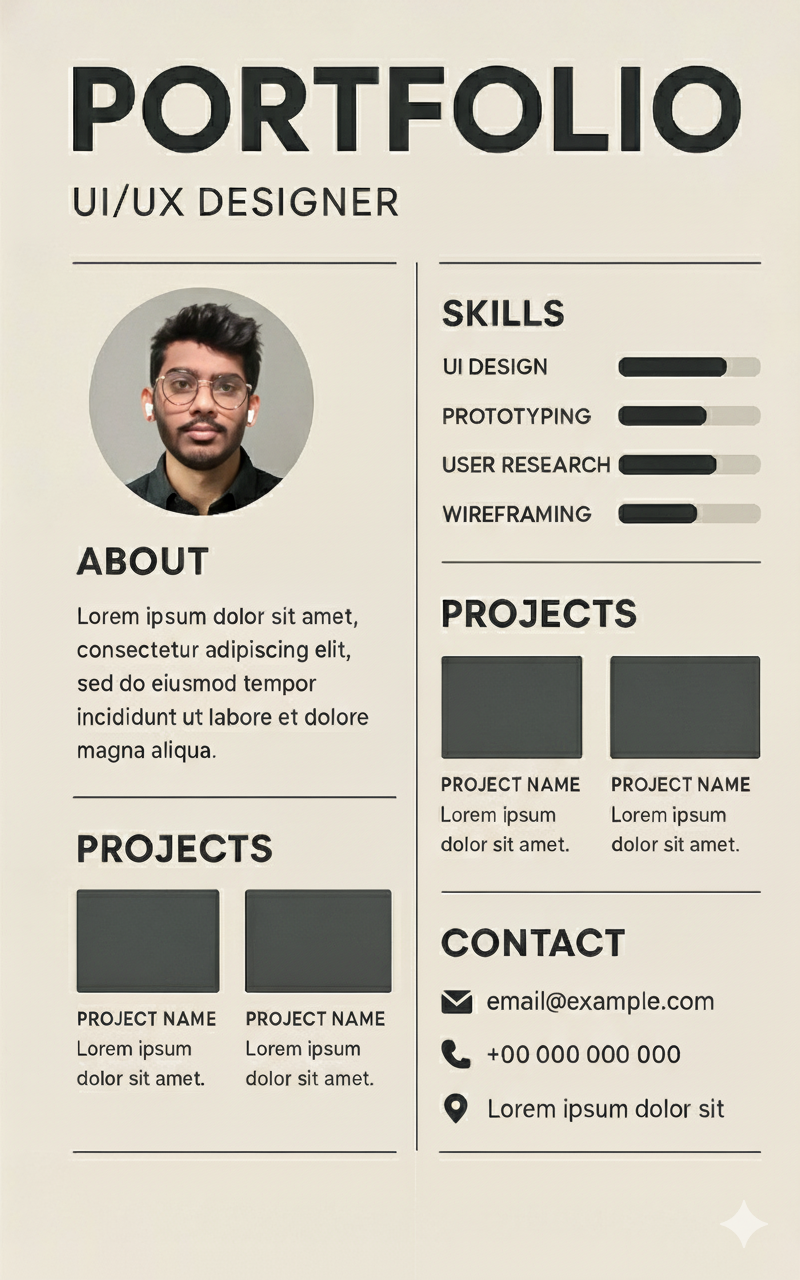 PORTFOLIO
UI/UX DESIGNER
ABOUT
Lorem ipsum dolor sit amet,
consectetur adipiscing elit,
sed do eiusmod tempor
incididunt ut labore et dolore
magna aliqua.
PROJECTS
PROJECT NAME
Lorem ipsum
dolor sit amet.
PROJECT NAME
Lorem ipsum
dolor sit amet.
SKILLS
UI DESIGN
PROTOTYPING
USER RESEARCH
WIREFRAMING
PROJECTS
PROJECT NAME
Lorem ipsum
dolor sit amet.
PROJECT NAME
Lorem ipsum
dolor sit amet.
CONTACT
email@example.com
+00 000 000 000
Lorem ipsum dolor sit